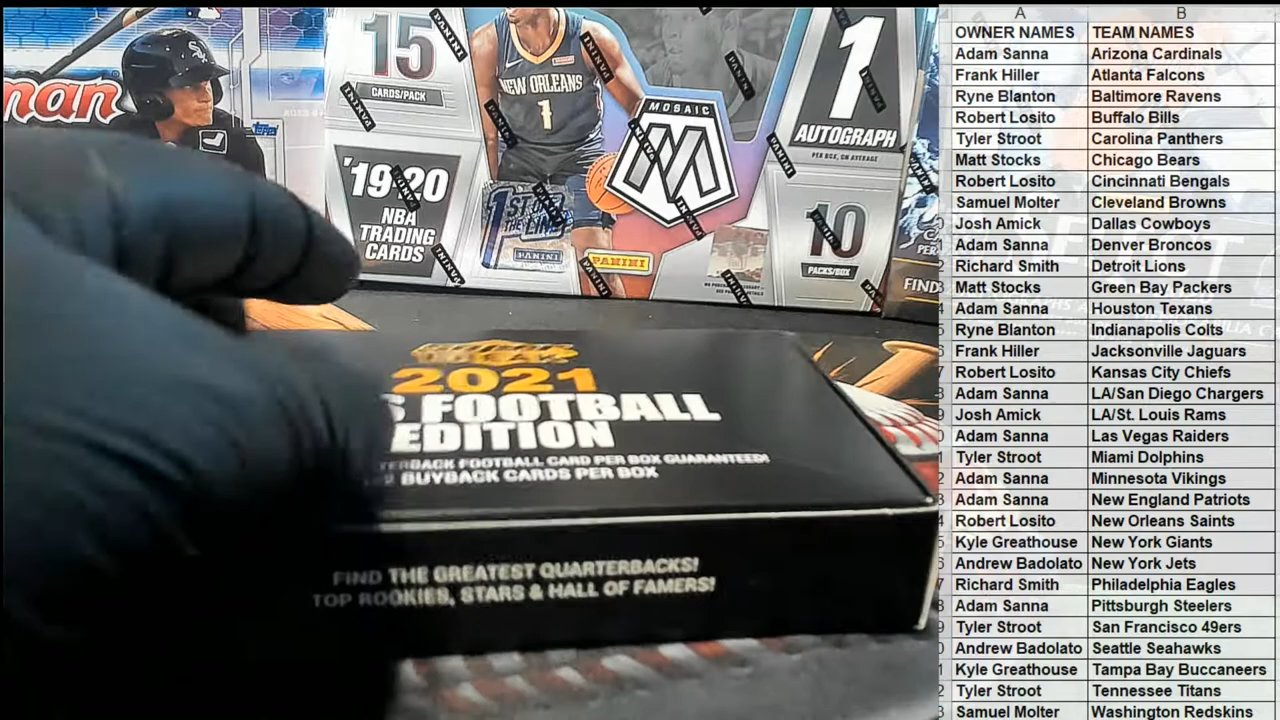 man
topps
15
CARDS/PACK
'19-20
NBA
TRADING
CARDS
NEW ORLEANS
1
1ST OFF
THE LINE
PANINI
PANINI
MOSAIC
1
AUTOGRAPH
PER BOX, ON AVERAGE
10
PACKS/BOX
FIND
2021
S FOOTBALL
EDITION
ERBACK FOOTBALL CARD PER BOX GUARANTEED!
BUYBACK CARDS PER BOX
FIND THE GREATEST QUARTERBACKS!
TOP ROOKIES, STARS & HALL OF FAMERS!
A B
OWNER NAMES TEAM NAMES
Adam Sanna Arizona Cardinals
Frank Hiller Atlanta Falcons
Ryne Blanton Baltimore Ravens
Robert Losito Buffalo Bills
Tyler Stroot Carolina Panthers
Matt Stocks Chicago Bears
Robert Losito Cincinnati Bengals
Samuel Molter Cleveland Browns
Josh Amick Dallas Cowboys
Adam Sanna Denver Broncos
Richard Smith Detroit Lions
Matt Stocks Green Bay Packers
Adam Sanna Houston Texans
Ryne Blanton Indianapolis Colts
Frank Hiller Jacksonville Jaguars
Robert Losito Kansas City Chiefs
Adam Sanna LA/San Diego Chargers
Josh Amick LA/St. Louis Rams
Adam Sanna Las Vegas Raiders
Tyler Stroot Miami Dolphins
Adam Sanna Minnesota Vikings
Adam Sanna New England Patriots
Robert Losito New Orleans Saints
Kyle Greathouse New York Giants
Andrew Badolato New York Jets
Richard Smith Philadelphia Eagles
Adam Sanna Pittsburgh Steelers
Tyler Stroot San Francisco 49ers
Andrew Badolato Seattle Seahawks
Kyle Greathouse Tampa Bay Buccaneers
Tyler Stroot Tennessee Titans
Samuel Molter Washington Redskins